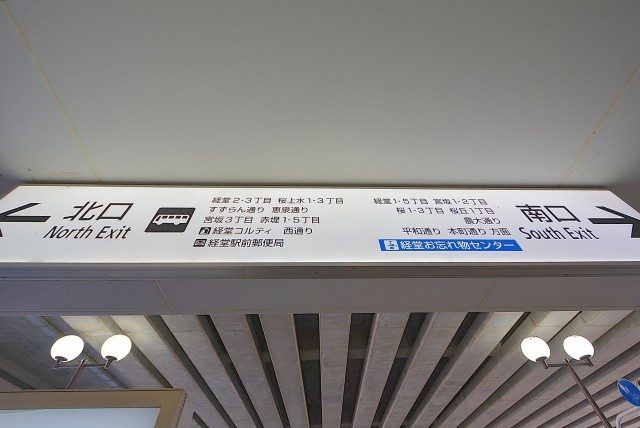 北口
North Exit
経堂2・3丁目 桜上水1・3丁目
すずらん通り 恵泉通り
宮坂3丁目 赤堤1-5丁目
経堂コルティ 西通り
経堂駅前郵便局
経堂1-5丁目 宮坂1・2丁目
桜1-3丁目 桜丘1丁目
農大通り
平和通り 本町通り 方面
経堂お忘れ物センター
南口
South Exit